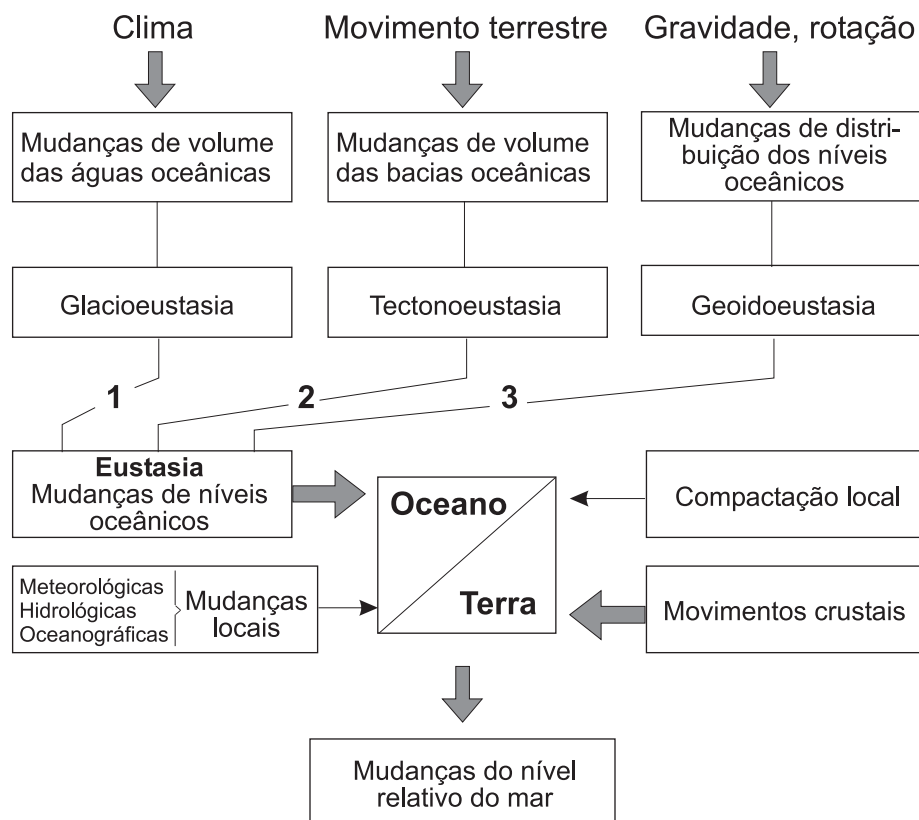 Clima
Movimento terrestre
Gravidade, rotação
Mudanças de volume
das águas oceânicas
Mudanças de volume
das bacias oceânicas
Mudanças de distri-
buição dos níveis
oceânicos
Glacioeustasia
Tectonoeustasia
Geoidoeustasia
1
2
3
Eustasia
Mudanças de níveis
oceânicos
Oceano
Terra
Compactação local
Meteorológicas
Hidrológicas
Oceanográficas
Mudanças
locais
Movimentos crustais
Mudanças do nível
relativo do mar